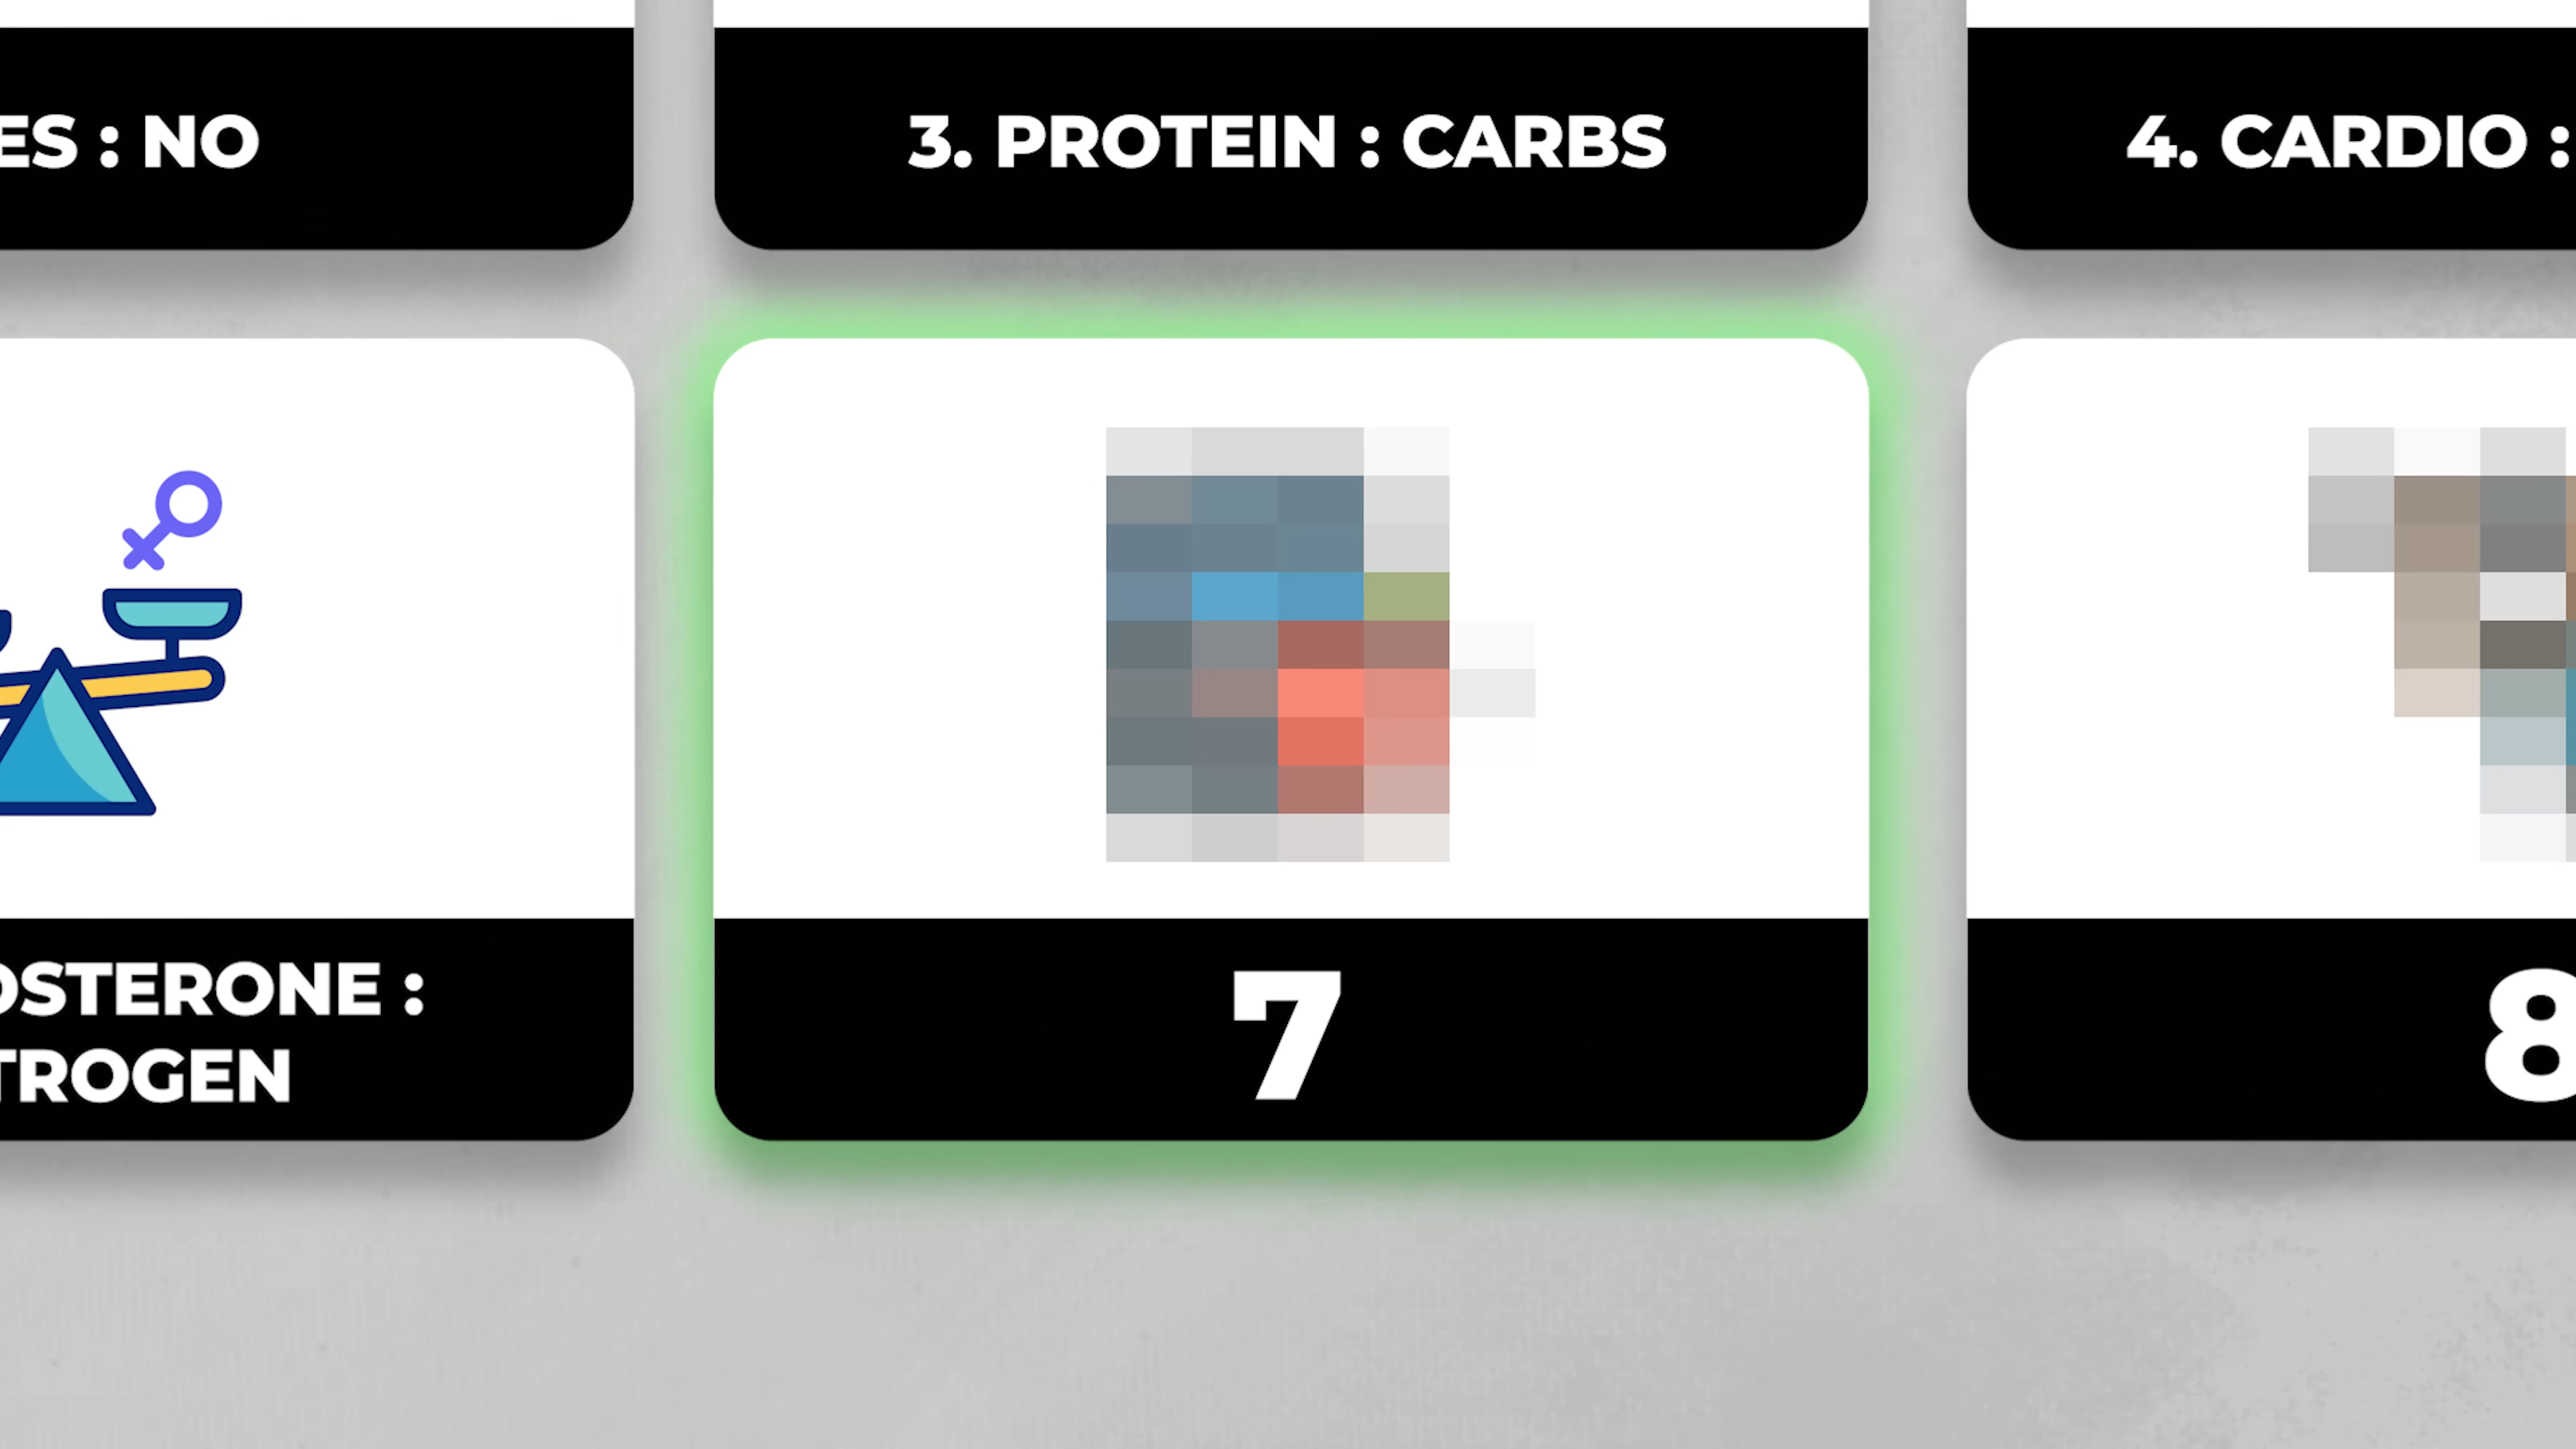 ES : NO
3. PROTEIN : CARBS
4. CARDIO :
OSTERONE :
TROGEN
7
8